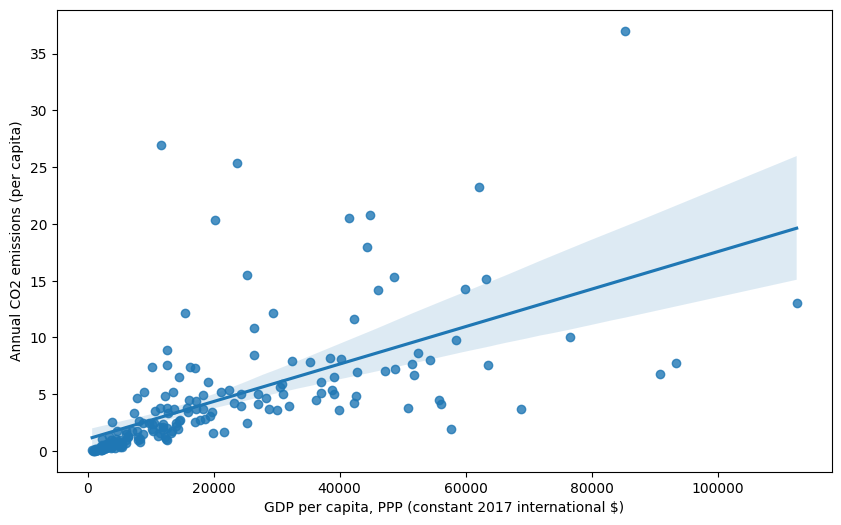 35
30
25
20
15
10
5
0
Annual CO2 emissions (per capita)
0 20000 40000 60000 80000 100000
GDP per capita, PPP (constant 2017 international $)